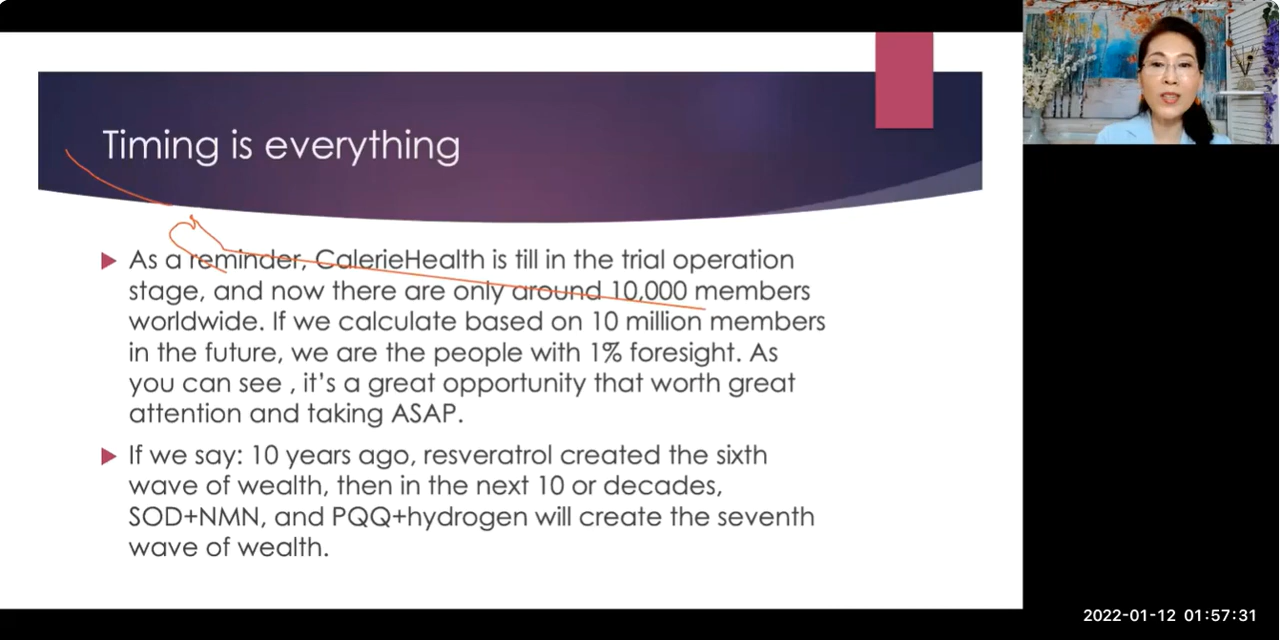 Timing is everything
As a reminder, CalerieHealth is till in the trial operation
stage, and now there are only around 10,000 members
worldwide. If we calculate based on 10 million members
in the future, we are the people with 1% foresight. As
you can see , it's a great opportunity that worth great
attention and taking ASAP.
If we say: 10 years ago, resveratrol created the sixth
wave of wealth, then in the next 10 or decades,
SOD+NMN, and PQQ+hydrogen will create the seventh
wave of wealth.
2022-01-12 01:57:31